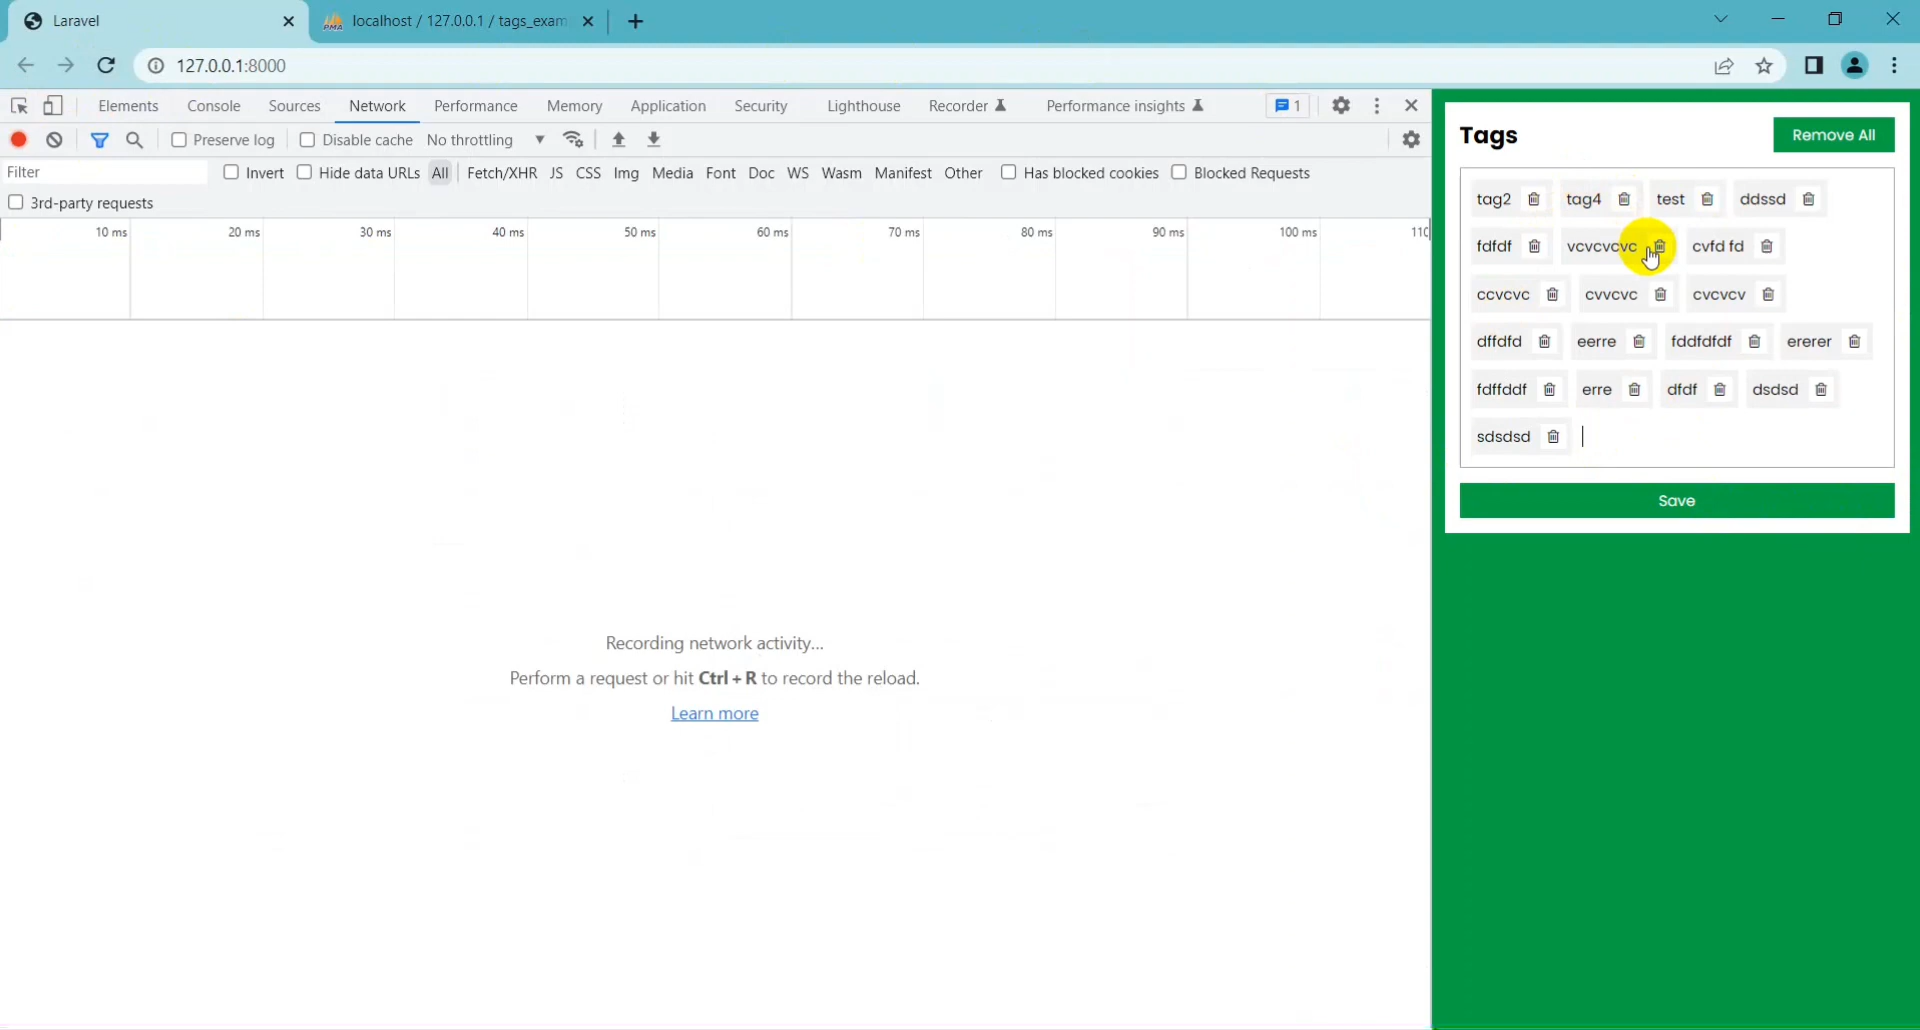 Laravel
PMA localhost / 127.0.0.1 / tags_exam
127.0.0.1:8000
Elements Console Sources Network Performance Memory Application Security Lighthouse Recorder Performance insights 1
Preserve log Disable cache No throttling
Filter Invert Hide data URLs All Fetch/XHR JS CSS Img Media Font Doc WS Wasm Manifest Other Has blocked cookies Blocked Requests
3rd-party requests
10 ms 20 ms 30 ms 40 ms 50 ms 60 ms 70 ms 80 ms 90 ms 100 ms 110
Recording network activity...
Perform a request or hit Ctrl + R to record the reload.
Learn more
Tags Remove All
tag2 tag4 test ddssd
fdfdf vcvcvcvc cvfd fd
ccvcvc cvvcvc cvcvcv
dffdfd eerre fddfdfdf ererer
fdffddf erre dfdf dsdsd
sdsdsd
Save